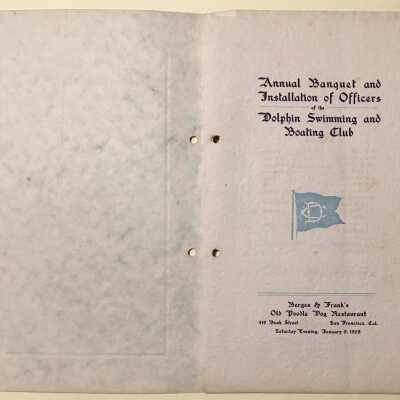 Annual Banquet and
Installation of Officers
of the
Dolphin Swimming and
Boating Club
Berges & Frank's
Old Poodle Dog Restaurant
Bush Street San Francisco, Cal.
Saturday Evening, January